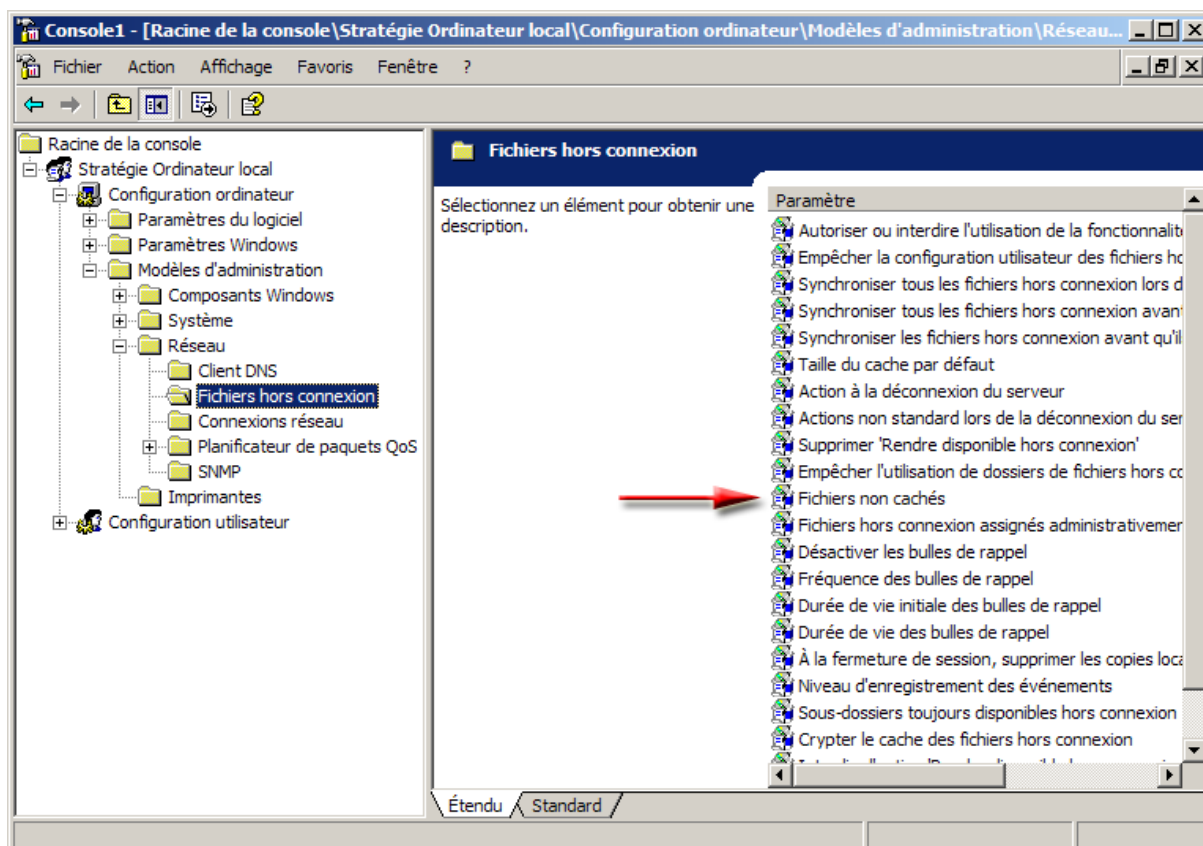 Console1 - [Racine de la console\Stratégie Ordinateur local\Configuration ordinateur\Modèles d'administration\Réseau...
Fichier Action Affichage Favoris Fenêtre ?
Racine de la console
Stratégie Ordinateur local
Configuration ordinateur
Paramètres du logiciel
Paramètres Windows
Modèles d'administration
Composants Windows
Système
Réseau
Client DNS
Fichiers hors connexion
Connexions réseau
Planificateur de paquets QoS
SNMP
Imprimantes
Configuration utilisateur
Fichiers hors connexion
Sélectionnez un élément pour obtenir une
description.
Paramètre
Autoriser ou interdire l'utilisation de la fonctionnalit
Empêcher la configuration utilisateur des fichiers ho
Synchroniser tous les fichiers hors connexion lors d
Synchroniser tous les fichiers hors connexion avant
Synchroniser les fichiers hors connexion avant qu'il
Taille du cache par défaut
Action à la déconnexion du serveur
Actions non standard lors de la déconnexion du ser
Supprimer 'Rendre disponible hors connexion'
Empêcher l'utilisation de dossiers de fichiers hors co
Fichiers non cachés
Fichiers hors connexion assignés administrativemen
Désactiver les bulles de rappel
Fréquence des bulles de rappel
Durée de vie initiale des bulles de rappel
Durée de vie des bulles de rappel
À la fermeture de session, supprimer les copies loca
Niveau d'enregistrement des événements
Sous-dossiers toujours disponibles hors connexion
Crypter le cache des fichiers hors connexion
Étendu
Standard